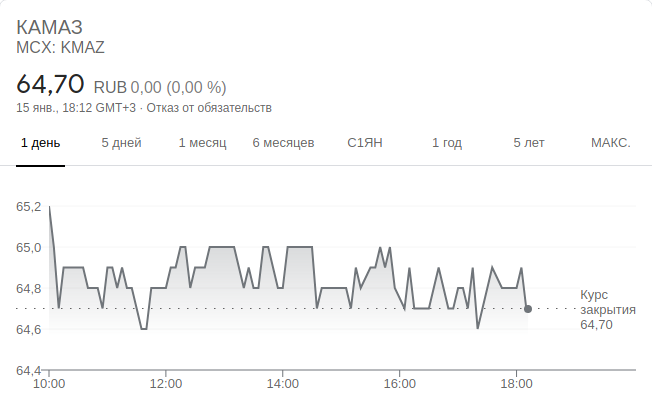 КАМАЗ
MCX: KMAZ
64,70 RUB 0,00 (0,00 %)
15 янв., 18:12 GMT+3 · Отказ от обязательств
1 день 5 дней 1 месяц 6 месяцев С1ЯН 1 год 5 лет МАКС.
65,2
65,0
64,8
64,6
64,4
Курс
закрытия
64,70
10:00 12:00 14:00 16:00 18:00